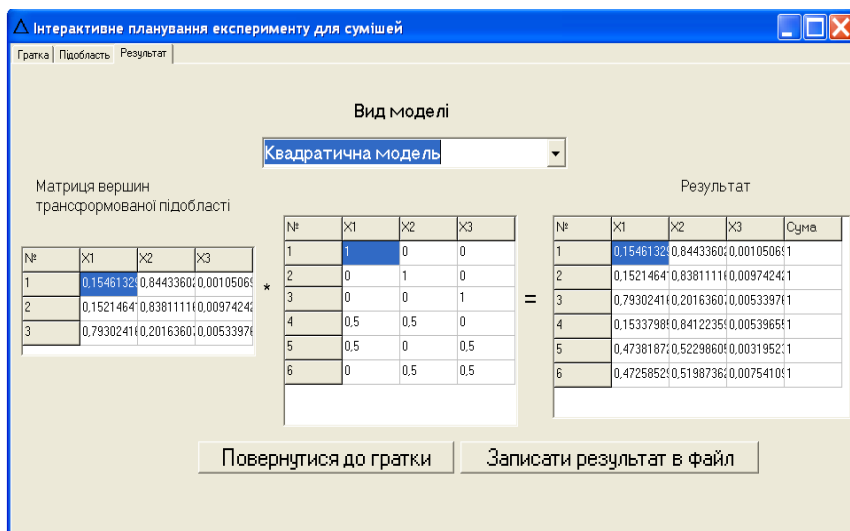 Інтерактивне планування експерименту для сумішей
Гратка Підобласть Результат
Вид моделі
Квадратична модель
Матриця вершин
трансформованої підобласті
Результат
№ X1 X2 X3
1 0,15461329 0,84433602 0,00105069
2 0,1521464 0,83811116 0,00974242
3 0,79302416 0,20163607 0,00533976
*
№ X1 X2 X3
1 1 0 0
2 0 1 0
3 0 0 1
4 0,5 0,5 0
5 0,5 0 0,5
6 0 0,5 0,5
=
№ X1 X2 X3 Сума
1 0,15461329 0,84433602 0,00105069 1
2 0,1521464 0,83811116 0,00974242 1
3 0,79302416 0,20163607 0,00533976 1
4 0,15337985 0,84122359 0,00539655 1
5 0,47381872 0,52298605 0,00319523 1
6 0,47258529 0,51987362 0,00754109 1
Повернутися до гратки
Записати результат в файл